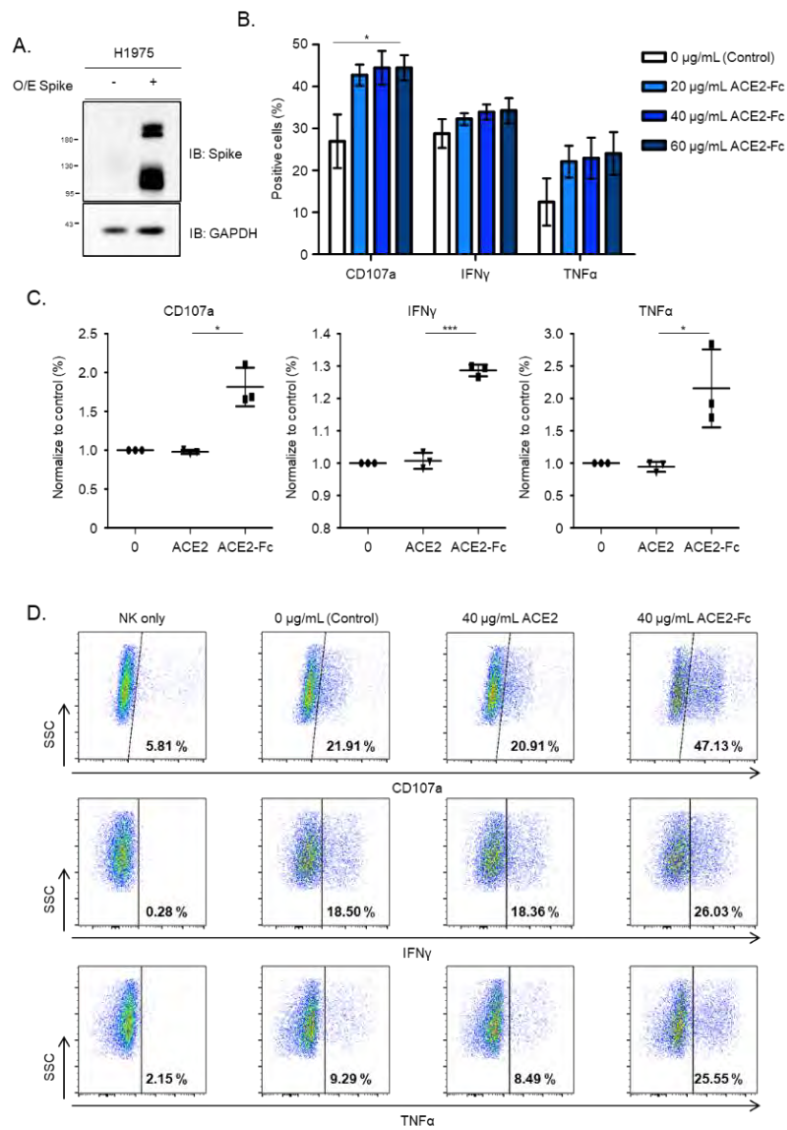 A.
H1975
O/E Spike - +
180
130
95
IB: Spike
43
IB: GAPDH
B.
*
Positive cells (%)
50
40
30
20
10
0
CD107a IFNγ TNFα
0 µg/mL (Control)
20 µg/mL ACE2-Fc
40 µg/mL ACE2-Fc
60 µg/mL ACE2-Fc
C.
CD107a
*
Normalize to control (%)
2.5
2.0
1.5
1.0
0.5
0
0 ACE2 ACE2-Fc
IFNγ
***
Normalize to control (%)
1.4
1.3
1.2
1.1
1.0
0.9
0.8
0 ACE2 ACE2-Fc
TNFα
*
Normalize to control (%)
3.0
2.5
2.0
1.5
1.0
0.5
0
0 ACE2 ACE2-Fc
D.
NK only 0 µg/mL (Control) 40 µg/mL ACE2 40 µg/mL ACE2-Fc
SSC
5.81 % 21.91 % 20.91 % 47.13 %
CD107a
SSC
0.28 % 18.50 % 18.36 % 26.03 %
IFNγ
SSC
2.15 % 9.29 % 8.49 % 25.55 %
TNFα